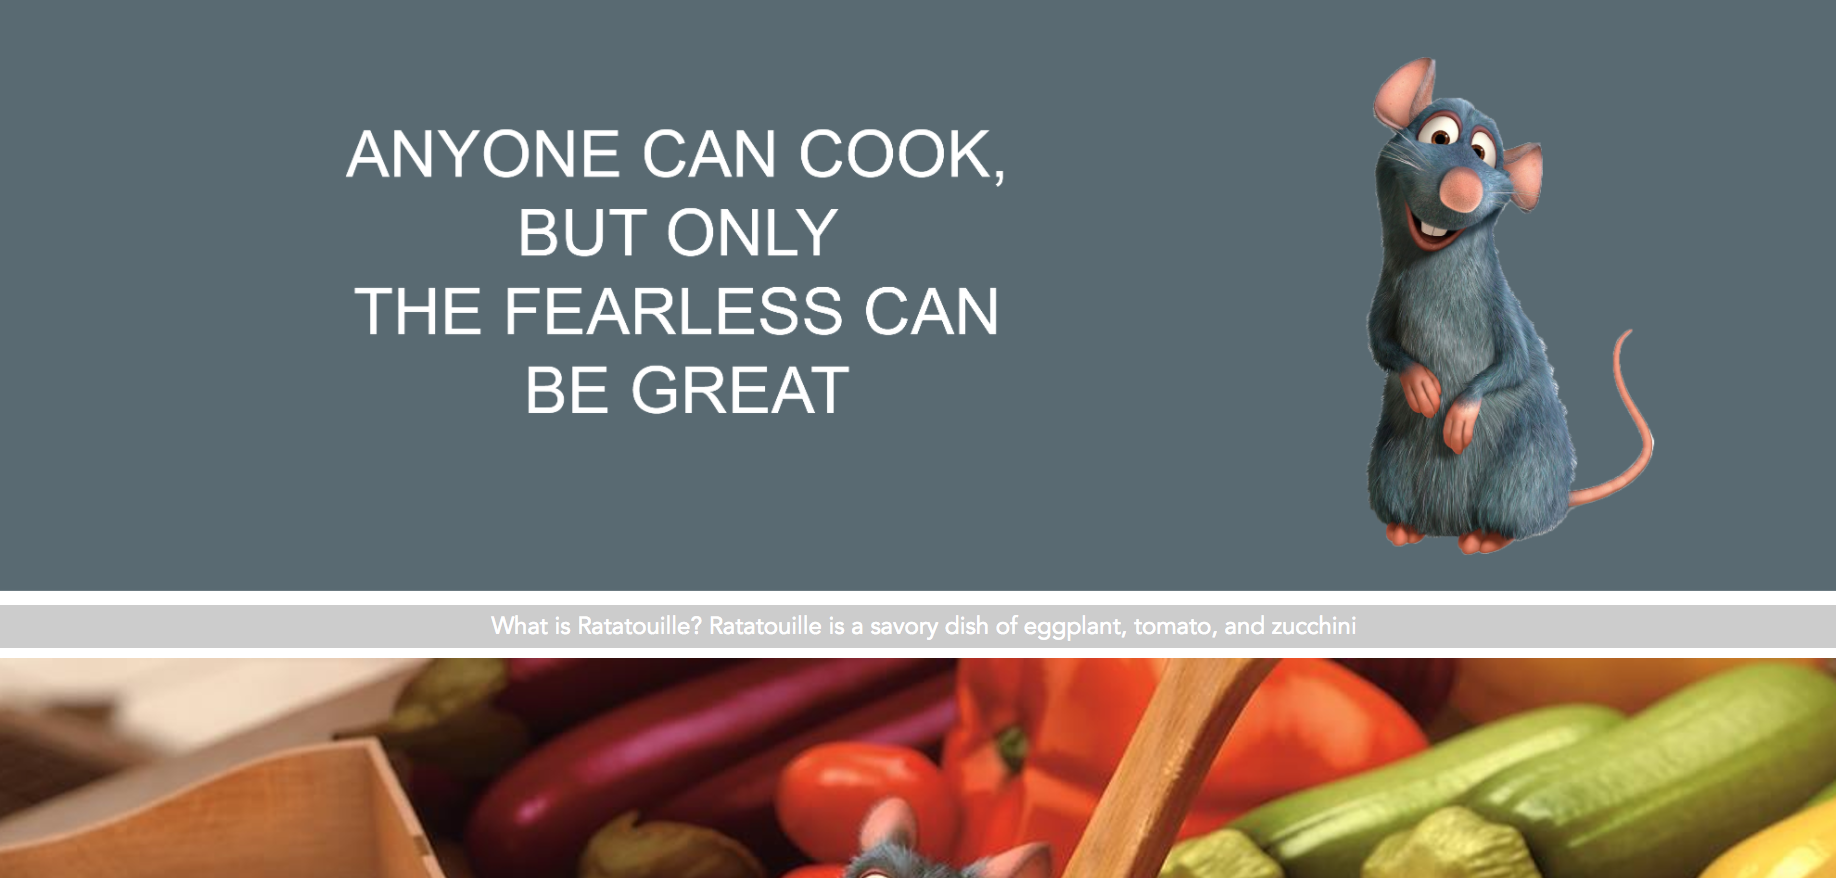 ANYONE CAN COOK,
BUT ONLY
THE FEARLESS CAN
BE GREAT
What is Ratatouille? Ratatouille is a savory dish of eggplant, tomato, and zucchini